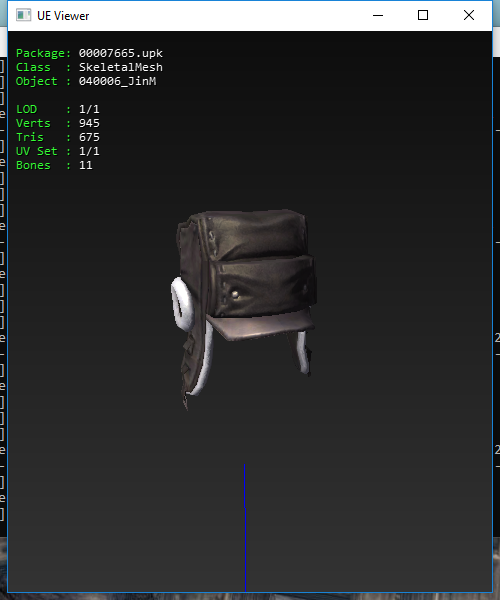 UE Viewer
Package: 00007665.upk
Class : SkeletalMesh
Object : 040006_JinM
LOD : 1/1
Verts : 945
Tris : 675
UV Set : 1/1
Bones : 11